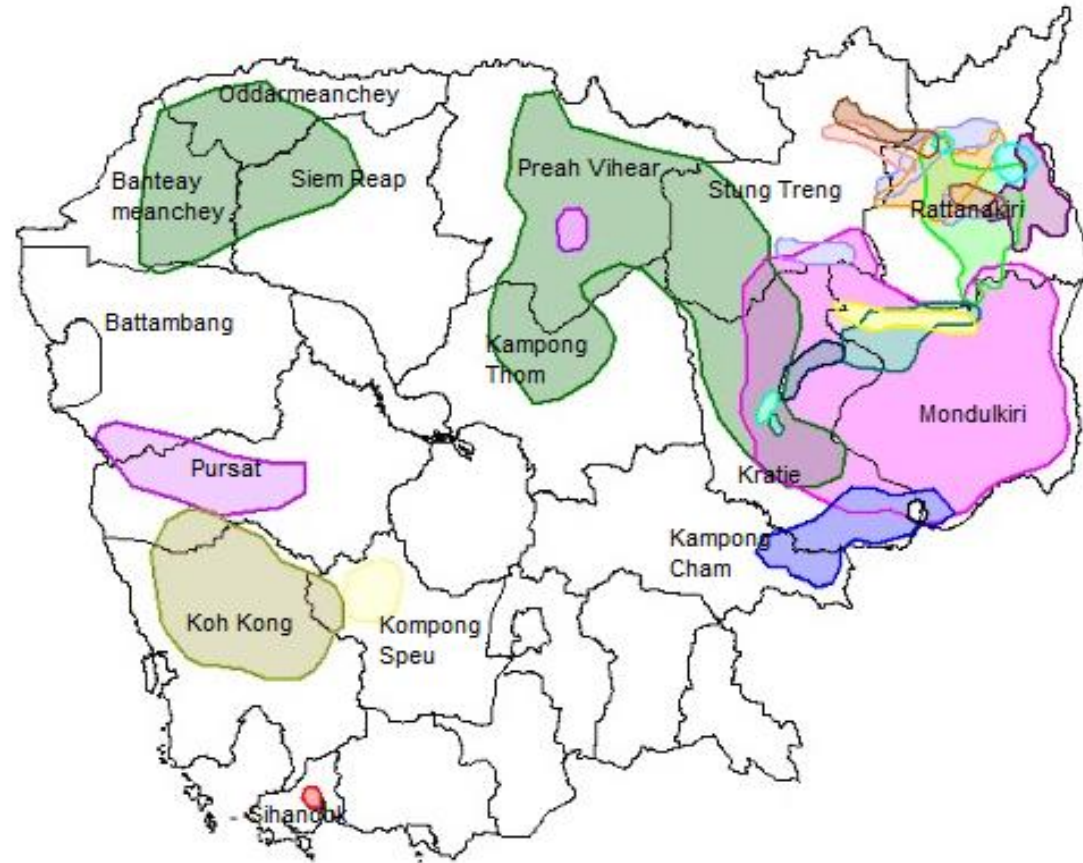 Oddarmeanchey
Preah Vihear
Banteay
meanchey
Siem Reap
Stung Treng
Rattanakiri
Battambang
Kampong
Thom
Mondulkiri
Pursat
Kratie
Kampong
Cham
Koh Kong
Kompong
Speu
Sihanouk